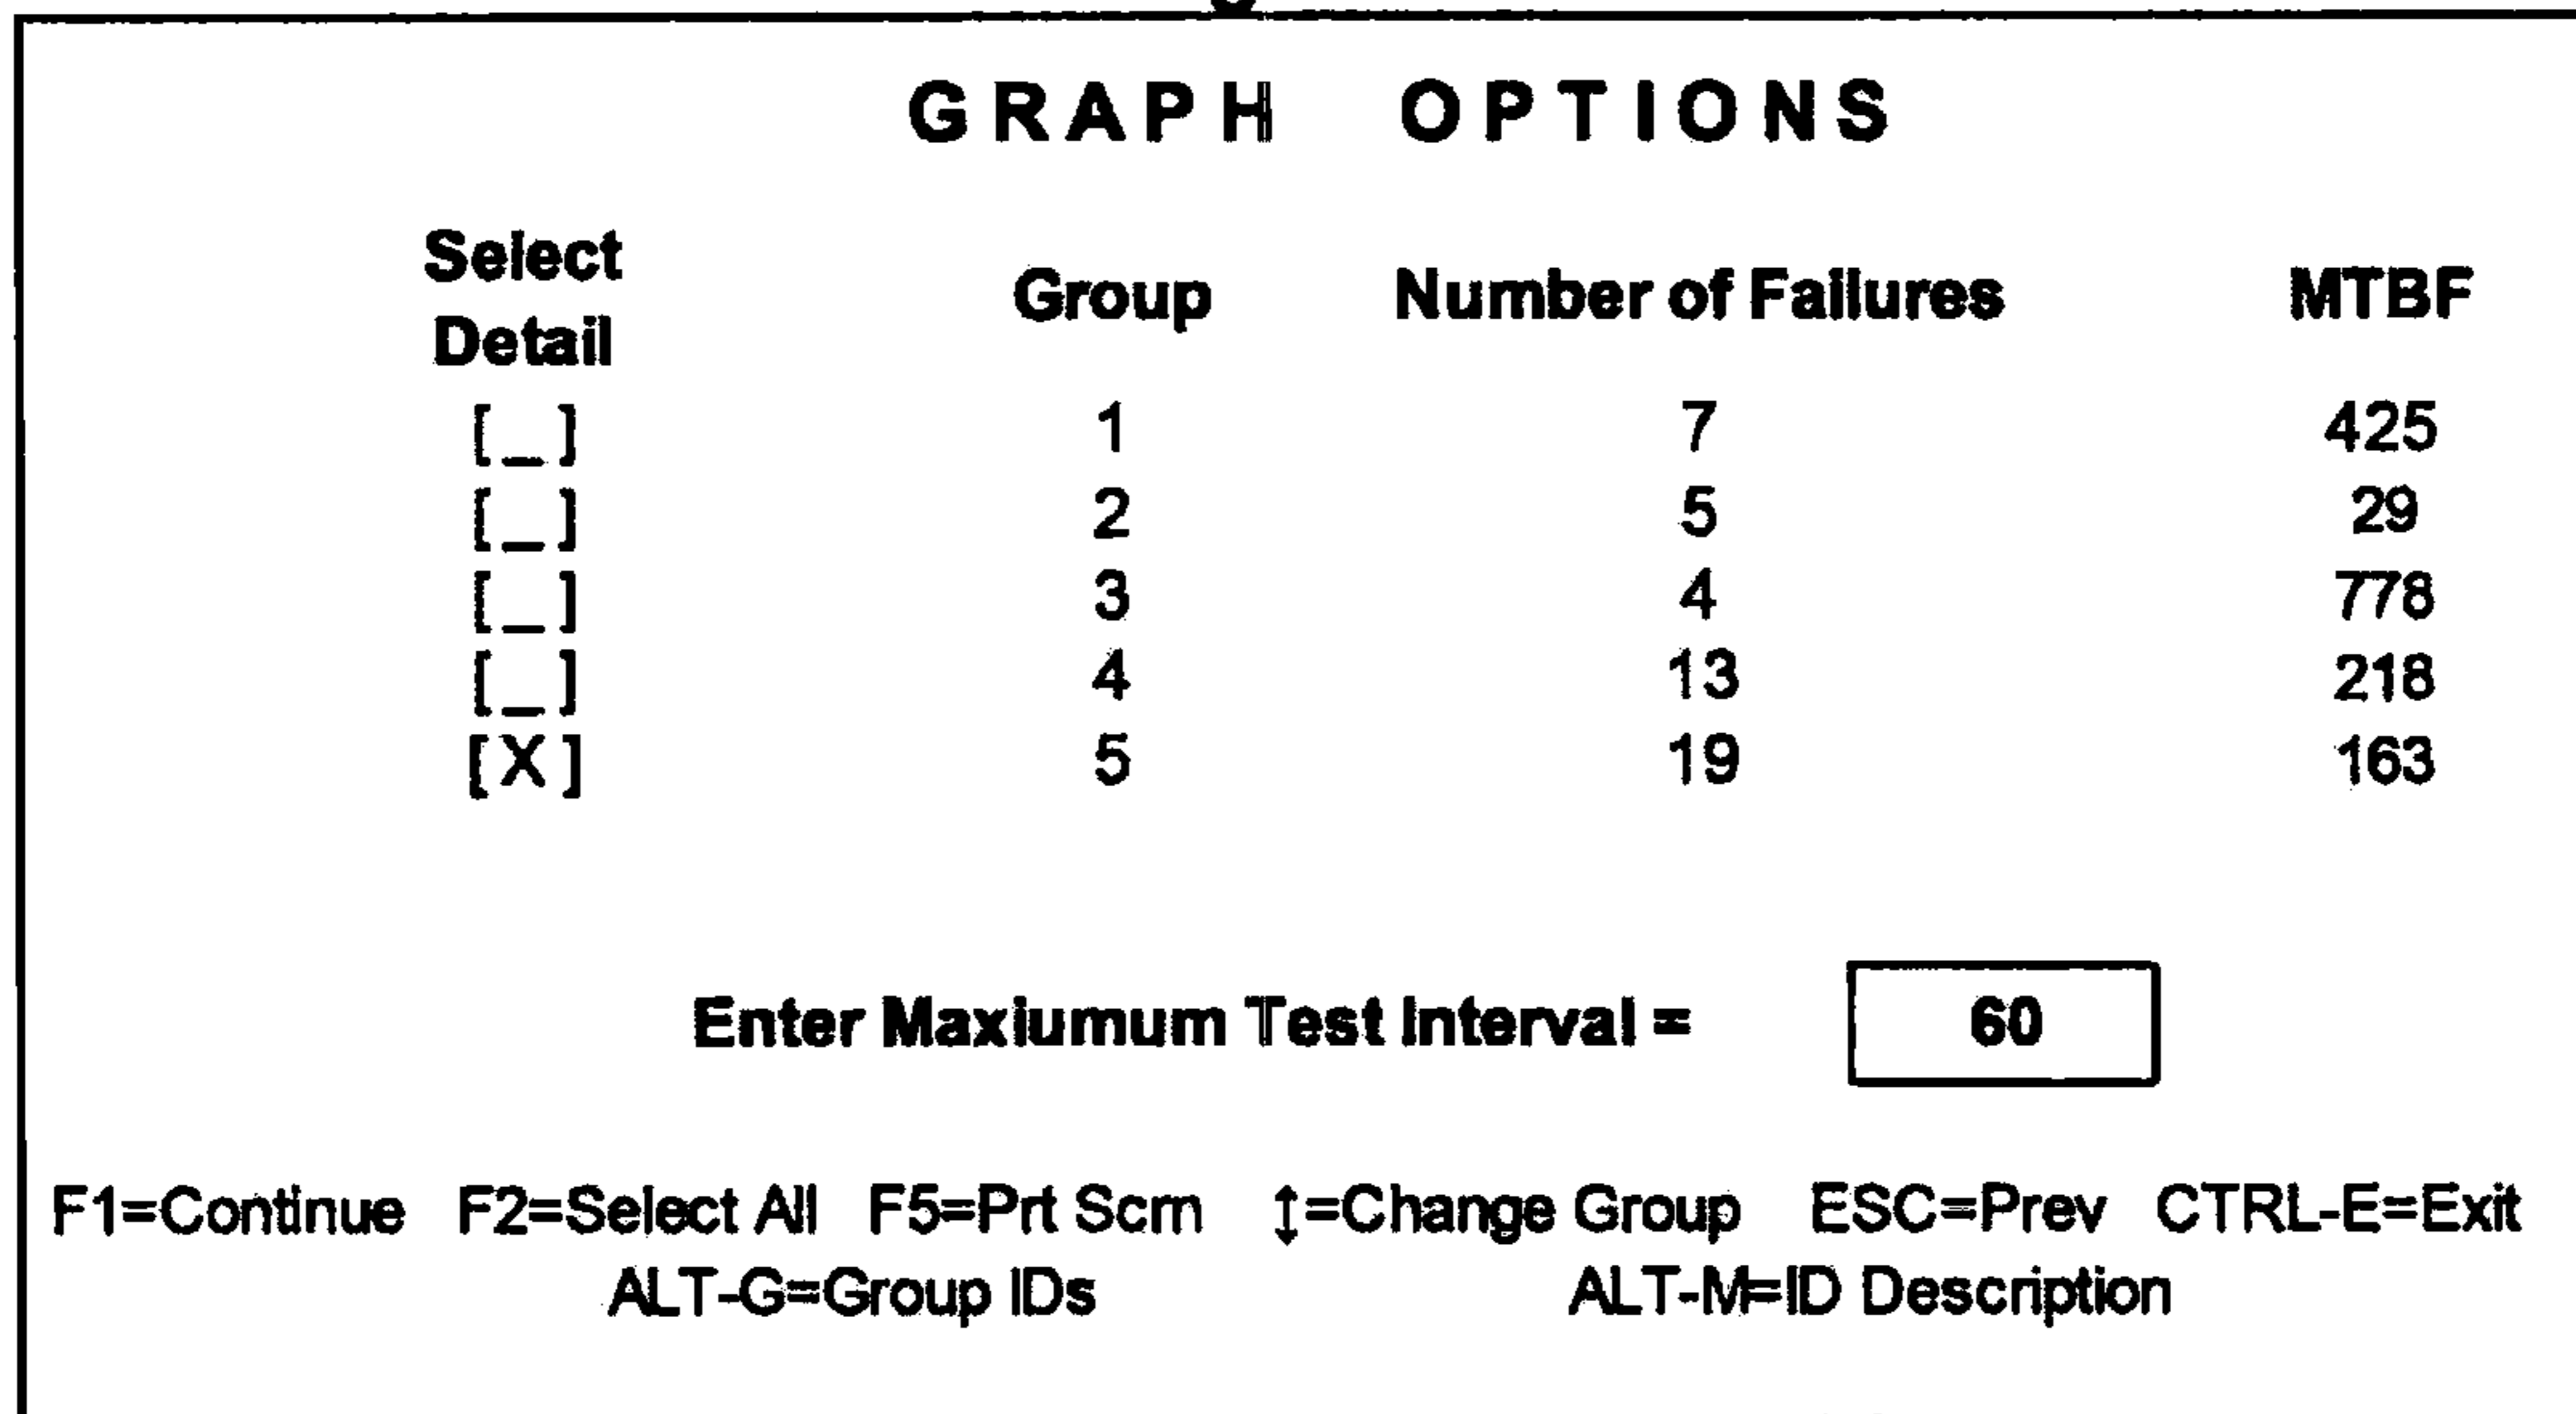 GRAPH OPTIONS
Select Detail Group Number of Failures MTBF
[_] 1 7 425
[_] 2 5 29
[_] 3 4 778
[_] 4 13 218
[X] 5 19 163
Enter Maxiumum Test Interval = 60
F1=Continue F2=Select All F5=Prt Scrn ↕=Change Group ESC=Prev CTRL-E=Exit
ALT-G=Group IDs ALT-M=ID Description